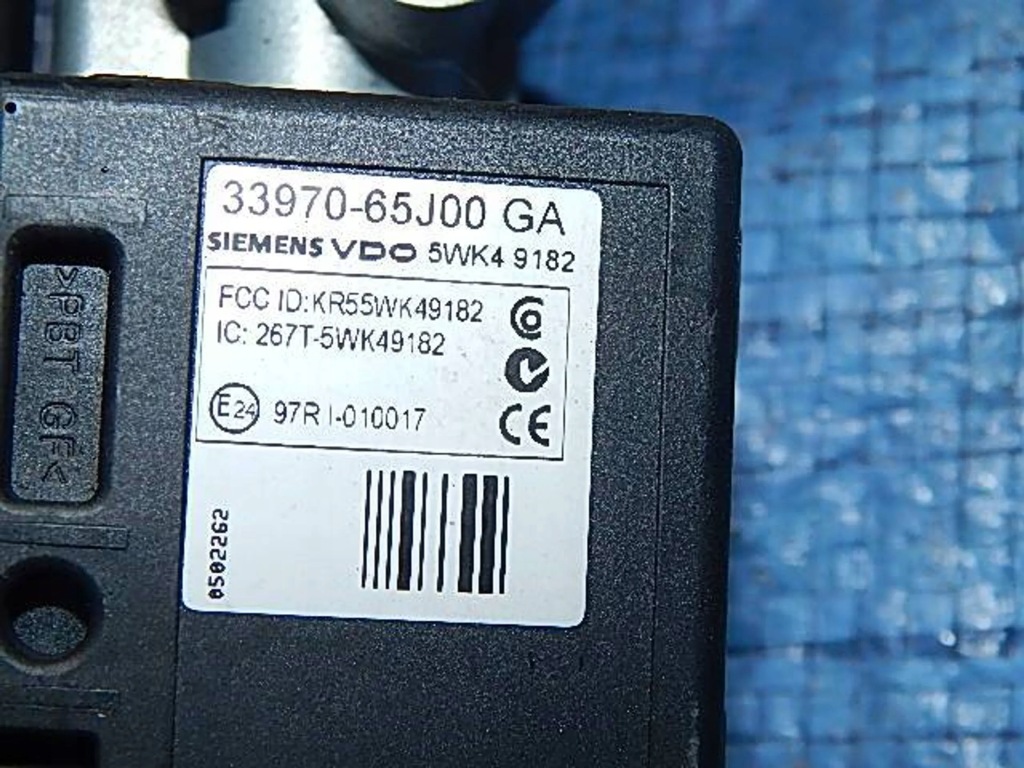 33970-65J00 GA
SIEMENS VDO 5WK4 9182
FCC ID:KR55WK49182
IC: 267T-5WK49182
E24 97R I-010017
CE
0502262
>PBT GF<